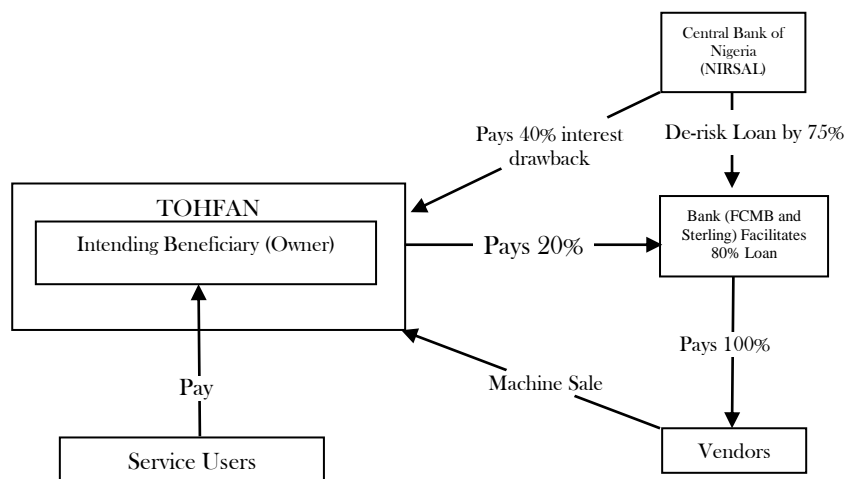 Central Bank of
Nigeria
(NIRSAL)
Pays 40% interest
drawback
De-risk Loan by 75%
TOHFAN
Intending Beneficiary (Owner)
Pays 20%
Bank (FCMB and
Sterling) Facilitates
80% Loan
Pays 100%
Machine Sale
Pay
Vendors
Service Users